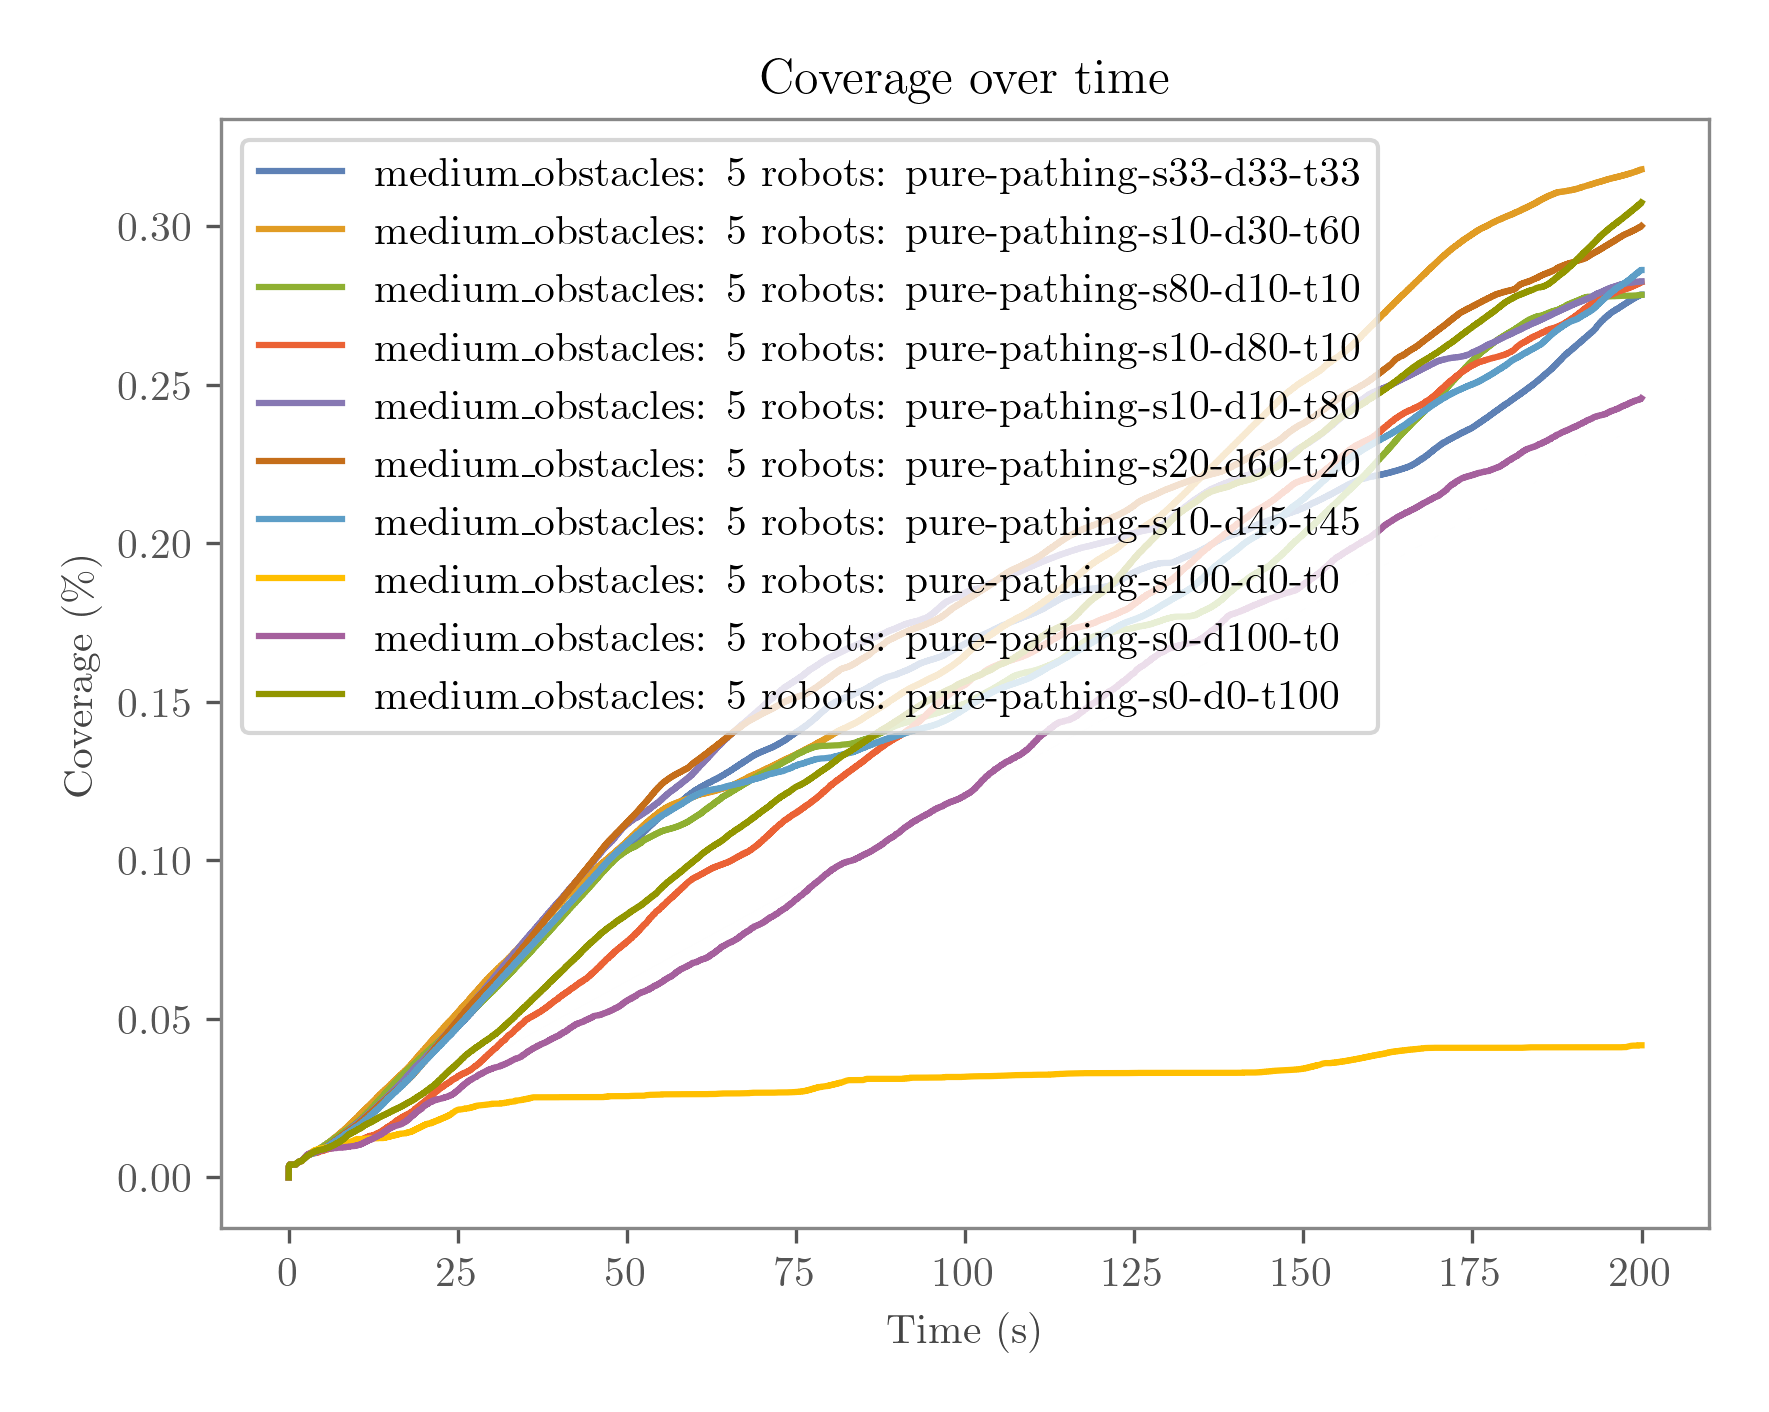 Coverage over time
medium_obstacles: 5 robots: pure-pathing-s33-d33-t33
medium_obstacles: 5 robots: pure-pathing-s10-d30-t60
medium_obstacles: 5 robots: pure-pathing-s80-d10-t10
medium_obstacles: 5 robots: pure-pathing-s10-d80-t10
medium_obstacles: 5 robots: pure-pathing-s10-d10-t80
medium_obstacles: 5 robots: pure-pathing-s20-d60-t20
medium_obstacles: 5 robots: pure-pathing-s10-d45-t45
medium_obstacles: 5 robots: pure-pathing-s100-d0-t0
medium_obstacles: 5 robots: pure-pathing-s0-d100-t0
medium_obstacles: 5 robots: pure-pathing-s0-d0-t100
Coverage (%)
0.30
0.25
0.20
0.15
0.10
0.05
0.00
0 25 50 75 100 125 150 175 200
Time (s)